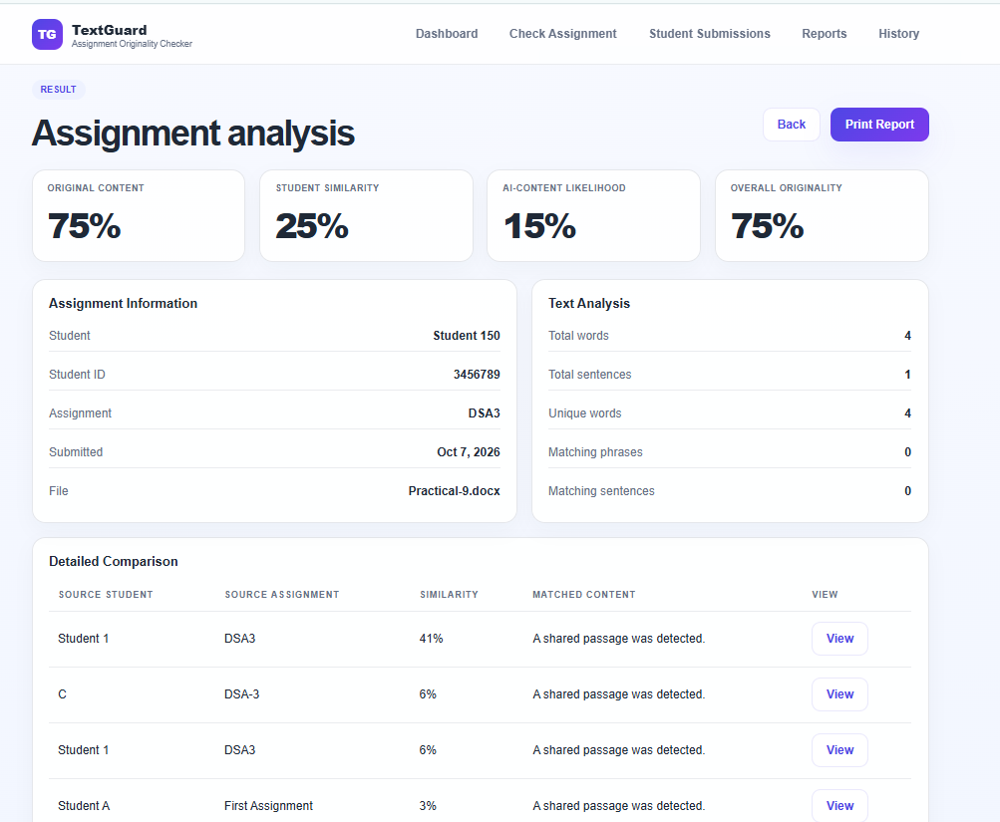 TG
TextGuard
Assignment Originality Checker
Dashboard Check Assignment Student Submissions Reports History
RESULT
Assignment analysis
Back Print Report
ORIGINAL CONTENT STUDENT SIMILARITY AI-CONTENT LIKELIHOOD OVERALL ORIGINALITY
75% 25% 15% 75%
Assignment Information
Student Student 150
Student ID 3456789
Assignment DSA3
Submitted Oct 7, 2026
File Practical-9.docx
Text Analysis
Total words 4
Total sentences 1
Unique words 4
Matching phrases 0
Matching sentences 0
Detailed Comparison
SOURCE STUDENT SOURCE ASSIGNMENT SIMILARITY MATCHED CONTENT VIEW
Student 1 DSA3 41% A shared passage was detected. View
C DSA-3 6% A shared passage was detected. View
Student 1 DSA3 6% A shared passage was detected. View
Student A First Assignment 3% A shared passage was detected. View